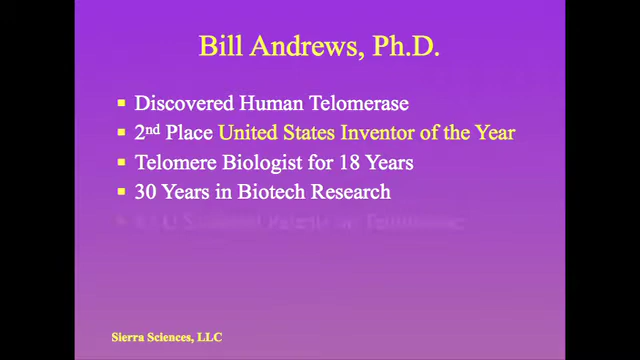 Bill Andrews, Ph.D.
Discovered Human Telomerase
2nd Place United States Inventor of the Year
Telomere Biologist for 18 Years
30 Years in Biotech Research
Sierra Sciences, LLC